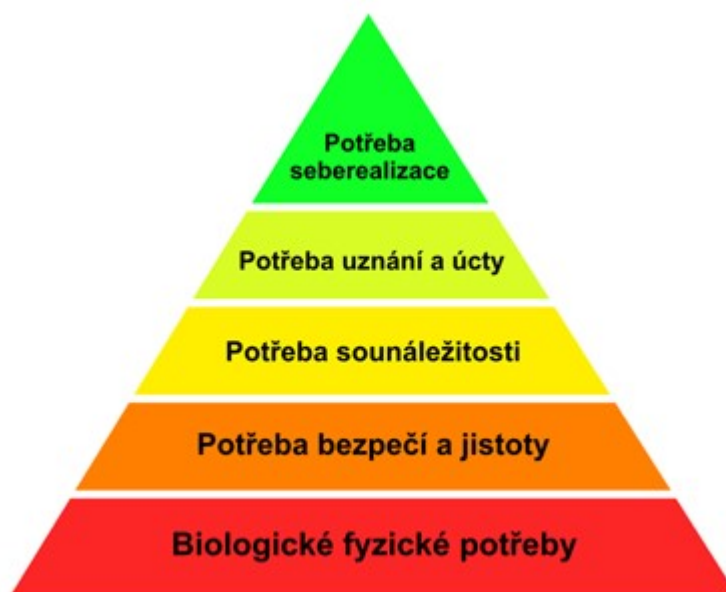 Potřeba
seberealizace
Potřeba uznání a úcty
Potřeba sounáležitosti
Potřeba bezpečí a jistoty
Biologické fyzické potřeby